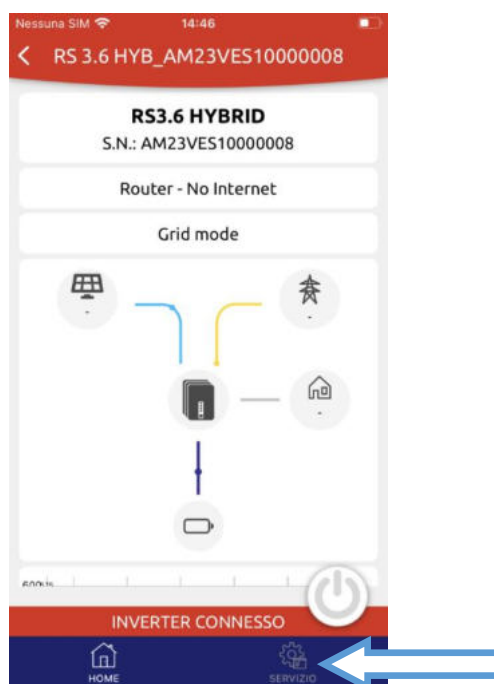 Nessuna SIM 14:46
RS 3.6 HYB_AM23VES10000008
RS3.6 HYBRID
S.N.: AM23VES10000008
Router - No Internet
Grid mode
-
-
-
INVERTER CONNESSO
HOME
SERVIZIO